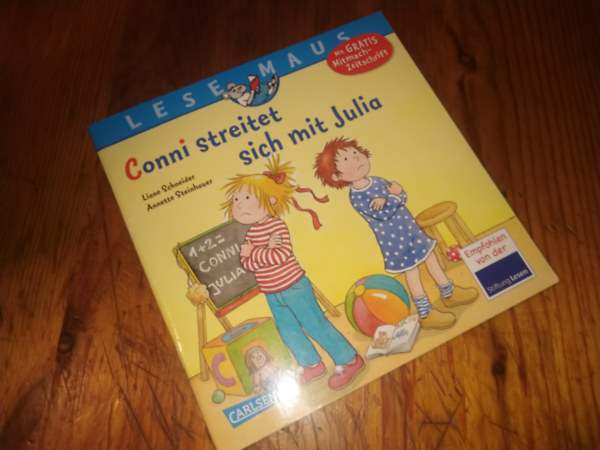 LESEMAUS
Mit GRATIS
Mitmach-
Zeitschrift
Conni streitet
sich mit Julia
Liane Schneider
Annette Steinhauer
1+2=
CONNI
JULIA
Empfohlen
von der
Stiftung Lesen
C
CARLSEN